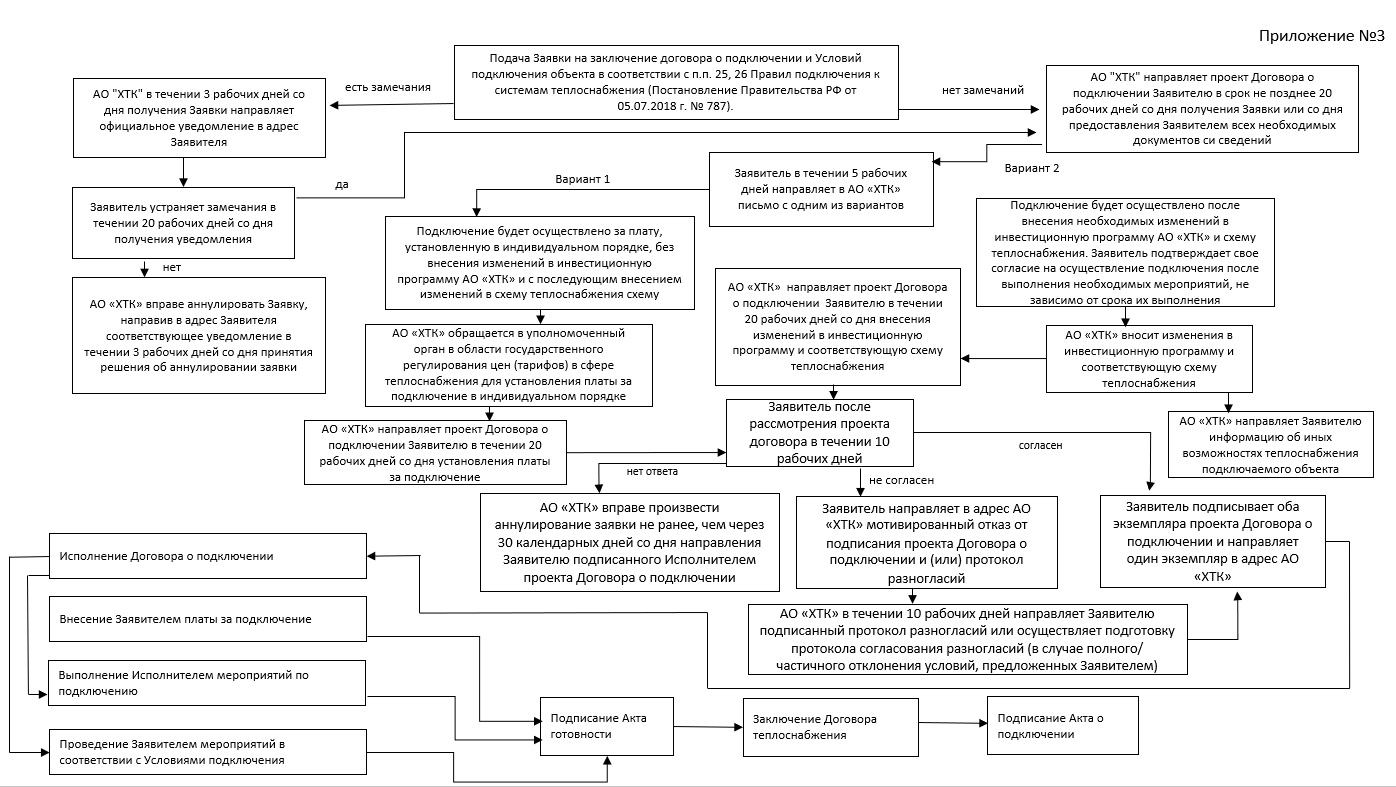 Приложение №3
Подача Заявки на заключение договора о подключении и Условий
подключения объекта в соответствии с п.п. 25, 26 Правил подключения к
системам теплоснабжения (Постановление Правительства РФ от
05.07.2018 г. № 787).
есть замечания
нет замечаний
АО "ХТК" в течении 3 рабочих дней со
дня получения Заявки направляет
официальное уведомление в адрес
Заявителя
АО "ХТК" направляет проект Договора о
подключении Заявителю в срок не позднее 20
рабочих дней со дня получения Заявки или со дня
предоставления Заявителем всех необходимых
документов си сведений
да
Заявитель устраняет замечания в
течении 20 рабочих дней со дня
получения уведомления
нет
АО «ХТК» вправе аннулировать Заявку,
направив в адрес Заявителя
соответствующее уведомление в
течении 3 рабочих дней со дня принятия
решения об аннулировании заявки
Заявитель в течении 5 рабочих
дней направляет в АО «ХТК»
письмо с одним из вариантов
Вариант 1
Вариант 2
Подключение будет осуществлено за плату,
установленную в индивидуальном порядке, без
внесения изменений в инвестиционную
программу АО «ХТК» и с последующим внесением
изменений в схему теплоснабжения схему
Подключение будет осуществлено после
внесения необходимых изменений в
инвестиционную программу АО «ХТК» и схему
теплоснабжения. Заявитель подтверждает свое
согласие на осуществление подключения после
выполнения необходимых мероприятий, не
зависимо от срока их выполнения
АО «ХТК» направляет проект Договора
о подключении Заявителю в течении
20 рабочих дней со дня внесения
изменений в инвестиционную
программу и соответствующую схему
теплоснабжения
АО «ХТК» вносит изменения в
инвестиционную программу и
соответствующую схему
теплоснабжения
АО «ХТК» обращается в уполномоченный
орган в области государственного
регулирования цен (тарифов) в сфере
теплоснабжения для установления платы за
подключение в индивидуальном порядке
АО «ХТК» направляет проект Договора о
подключении Заявителю в течении 20
рабочих дней со дня установления платы
за подключение
Заявитель после
рассмотрения проекта
договора в течении 10
рабочих дней
АО «ХТК» направляет Заявителю
информацию об иных
возможностях теплоснабжения
подключаемого объекта
нет ответа
не согласен
согласен
АО «ХТК» вправе произвести
аннулирование заявки не ранее, чем через
30 календарных дней со дня направления
Заявителю подписанного Исполнителем
проекта Договора о подключении
Заявитель направляет в адрес АО
«ХТК» мотивированный отказ от
подписания проекта Договора о
подключении и (или) протокол
разногласий
Заявитель подписывает оба
экземпляра проекта Договора о
подключении и направляет
один экземпляр в адрес АО
«ХТК»
АО «ХТК» в течении 10 рабочих дней направляет Заявителю
подписанный протокол разногласий или осуществляет подготовку
протокола согласования разногласий (в случае полного/
частичного отклонения условий, предложенных Заявителем)
Исполнение Договора о подключении
Внесение Заявителем платы за подключение
Выполнение Исполнителем мероприятий по
подключению
Проведение Заявителем мероприятий в
соответствии с Условиями подключения
Подписание Акта
готовности
Заключение Договора
теплоснабжения
Подписание Акта о
подключении